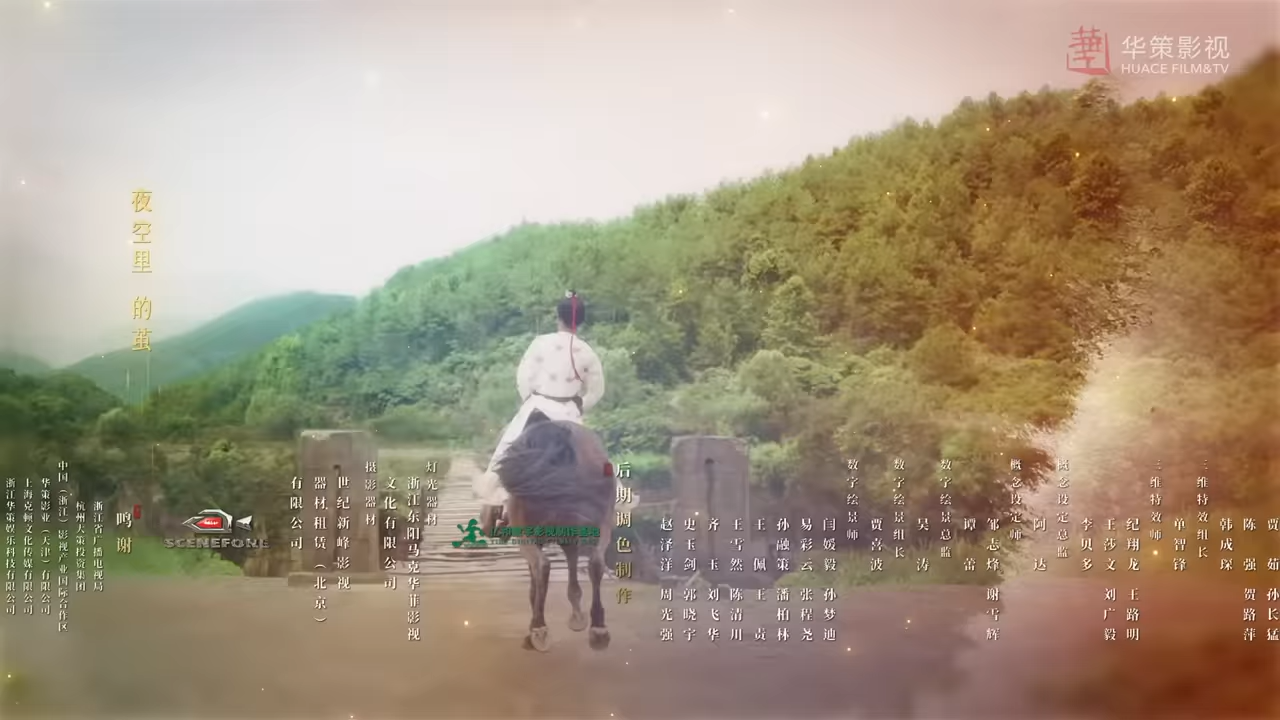 華
华策影视
HUACE FILM&TV
夜空里 的茧
贾茹 孙长猛
陈强 贺路萍
韩成琛
三维特效组长
单智锋
三维特效师
纪翔龙 王路明
王莎文 刘广毅
李贝多
概念设定总监
阿达
概念设定师
邹志烽 谢雪辉
谭蕾
数字绘景总监
吴涛
数字绘景组长
贾喜波
数字绘景师
闫媛毅 孙梦迪
易彩云 张程尧
孙融策 潘柏林
王佩 王贞
王雪然 陈清川
齐玉 刘飞华
史玉剑 郭晓宇
赵泽洋 周光强
后期调色制作
灯光器材
浙江东阳马克华菲影视
文化有限公司
摄影器材
世纪新峰影视
器材租赁（北京）
有限公司
SCENEFONE
鸣谢
浙江省广播电视局
杭州大策投资集团
中国（浙江）影视产业国际合作区
华策影业（天津）有限公司
上海克顿文化传媒有限公司
浙江华策娱乐科技有限公司